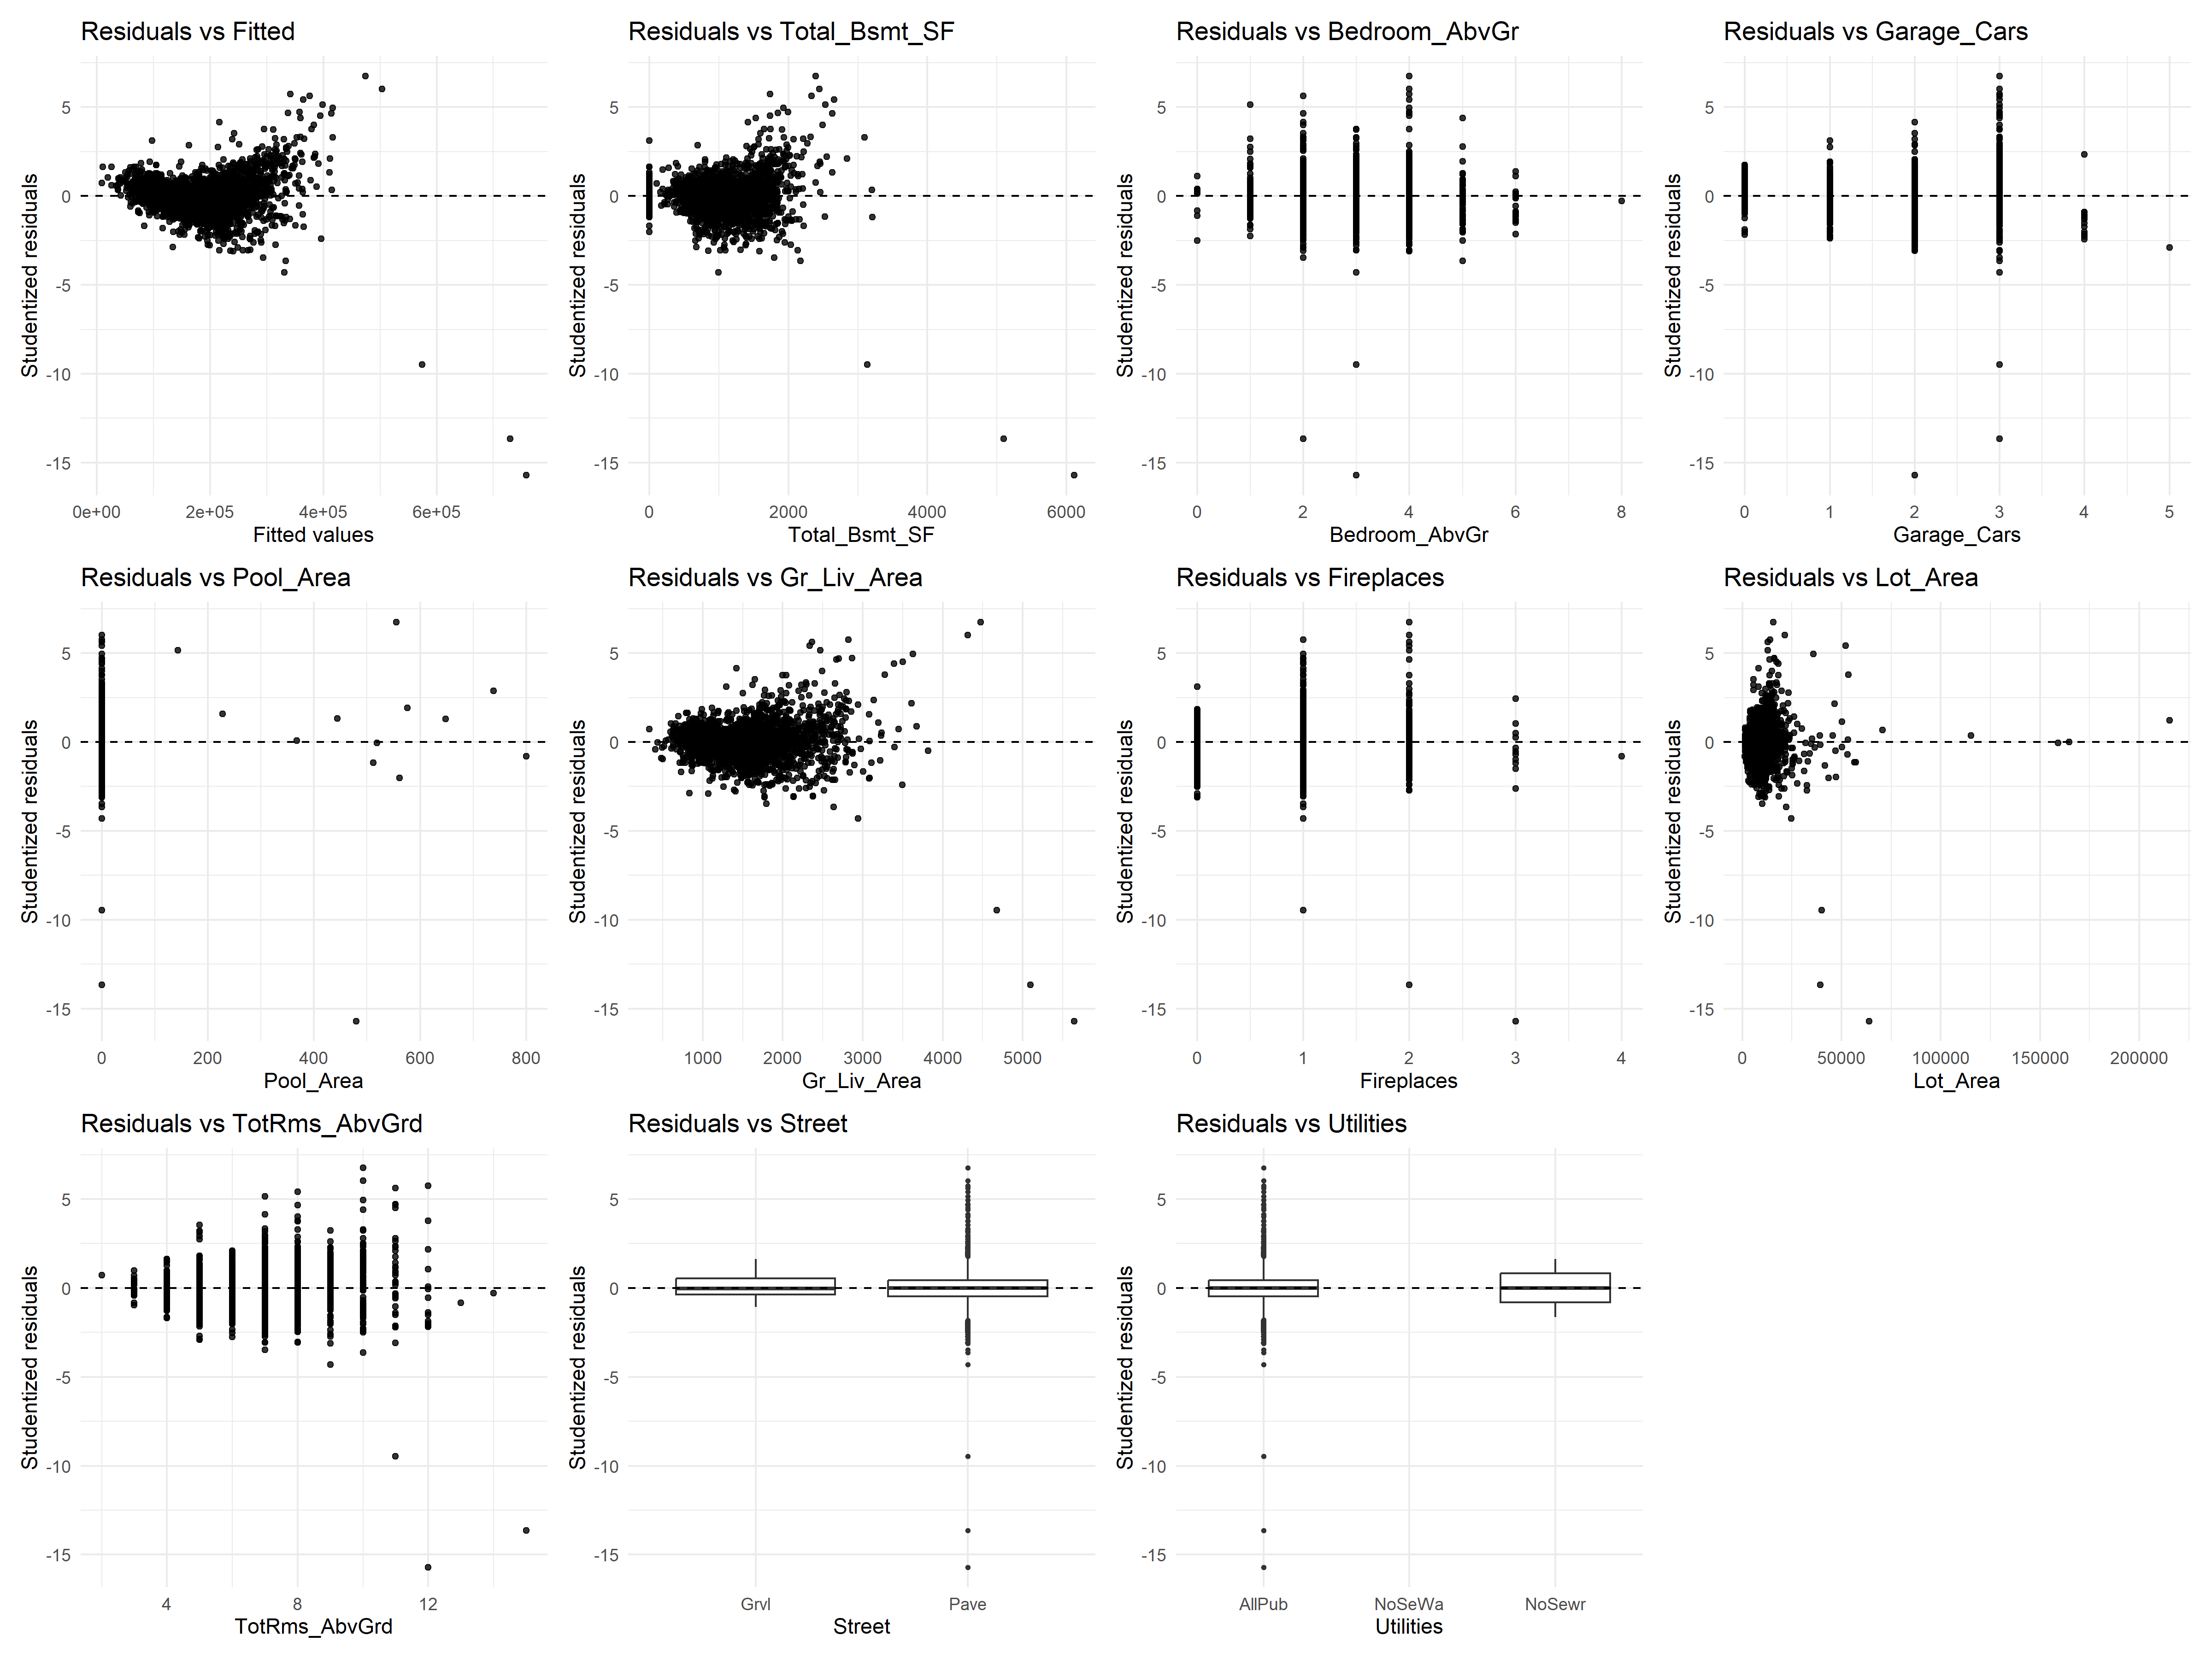 Residuals vs Fitted
Studentized residuals
5
0
-5
-10
-15
0e+00 2e+05 4e+05 6e+05
Fitted values
Residuals vs Total_Bsmt_SF
Studentized residuals
5
0
-5
-10
-15
0 2000 4000 6000
Total_Bsmt_SF
Residuals vs Bedroom_AbvGr
Studentized residuals
5
0
-5
-10
-15
0 2 4 6 8
Bedroom_AbvGr
Residuals vs Garage_Cars
Studentized residuals
5
0
-5
-10
-15
0 1 2 3 4 5
Garage_Cars
Residuals vs Pool_Area
Studentized residuals
5
0
-5
-10
-15
0 200 400 600 800
Pool_Area
Residuals vs Gr_Liv_Area
Studentized residuals
5
0
-5
-10
-15
1000 2000 3000 4000 5000
Gr_Liv_Area
Residuals vs Fireplaces
Studentized residuals
5
0
-5
-10
-15
0 1 2 3 4
Fireplaces
Residuals vs Lot_Area
Studentized residuals
5
0
-5
-10
-15
0 50000 100000 150000 200000
Lot_Area
Residuals vs TotRms_AbvGrd
Studentized residuals
5
0
-5
-10
-15
4 8 12
TotRms_AbvGrd
Residuals vs Street
Studentized residuals
5
0
-5
-10
-15
Grvl Pave
Street
Residuals vs Utilities
Studentized residuals
5
0
-5
-10
-15
AllPub NoSeWa NoSewr
Utilities